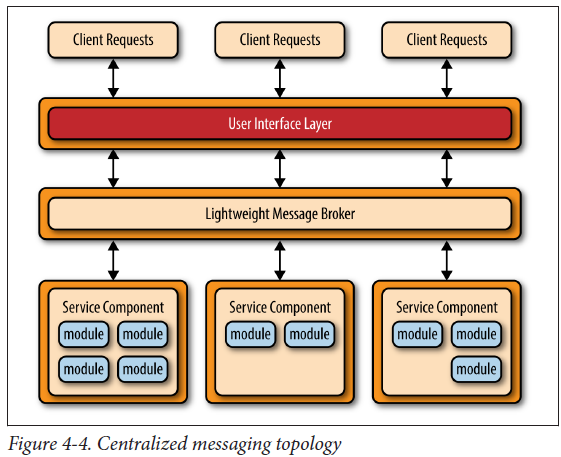 Client Requests Client Requests Client Requests
User Interface Layer
Lightweight Message Broker
Service Component Service Component Service Component
module module module module module module
module module module
Figure 4-4. Centralized messaging topology